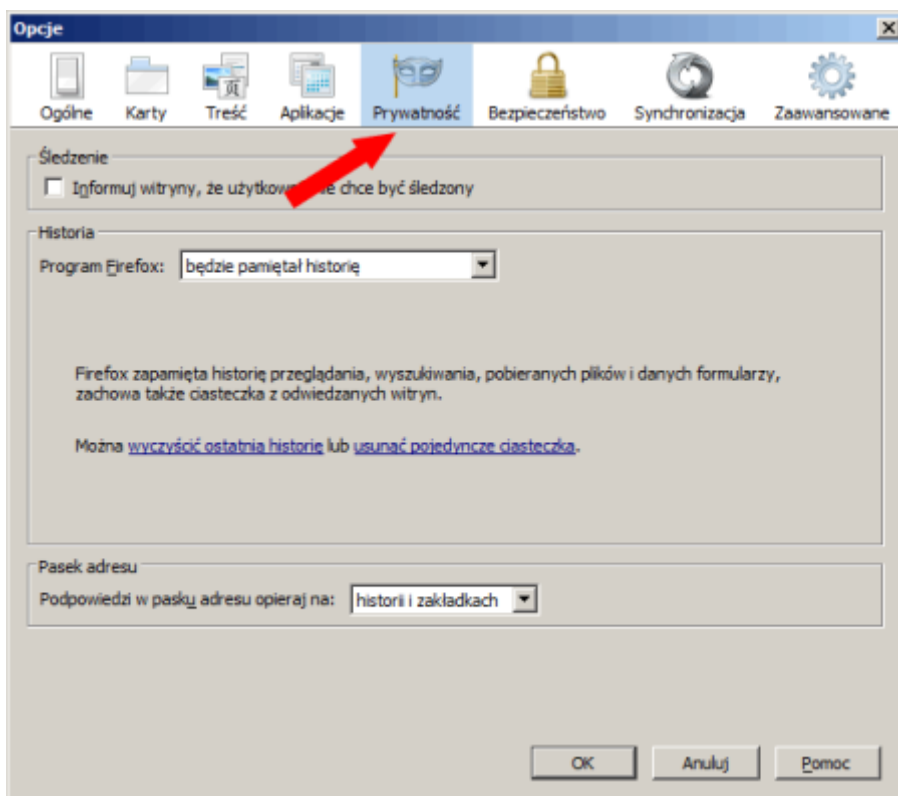 Opcje
Ogólne Karty Treść Aplikacje Prywatność Bezpieczeństwo Synchronizacja Zaawansowane
Śledzenie
Informuj witryny, że chce być śledzony
Historia
Program Firefox: będzie pamiętał historię
Firefox zapamięta historię przeglądania, wyszukiwania, pobieranych plików i danych formularzy,
zachowa także ciasteczka z odwiedzanych witryn.
Można wyczyścić ostatnią historię lub usunąć pojedyncze ciasteczka.
Pasek adresu
Podpowiedzi w pasku adresu opieraj na: historii i zakładkach
OK Anuluj Pomoc